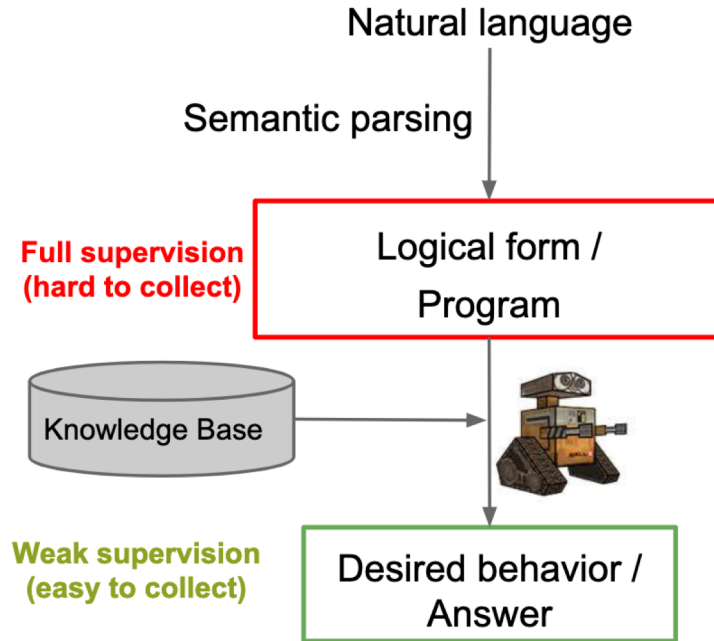 Natural language
Semantic parsing
Full supervision
(hard to collect)
Logical form /
Program
Knowledge Base
Weak supervision
(easy to collect)
Desired behavior /
Answer